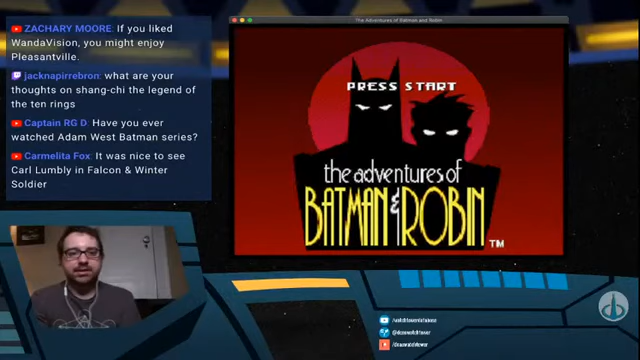 ZACHARY MOORE: If you liked
WandaVision, you might enjoy
Pleasantville.
jacknapirrebron: what are your
thoughts on shang-chi the legend of
the ten rings
Captain RG D: Have you ever
watched Adam West Batman series?
Carmelita Fox: It was nice to see
Carl Lumbly in Falcon & Winter
Soldier
The Adventures of Batman and Robin
PRESS START
the adventures of
BATMAN & ROBIN
TM